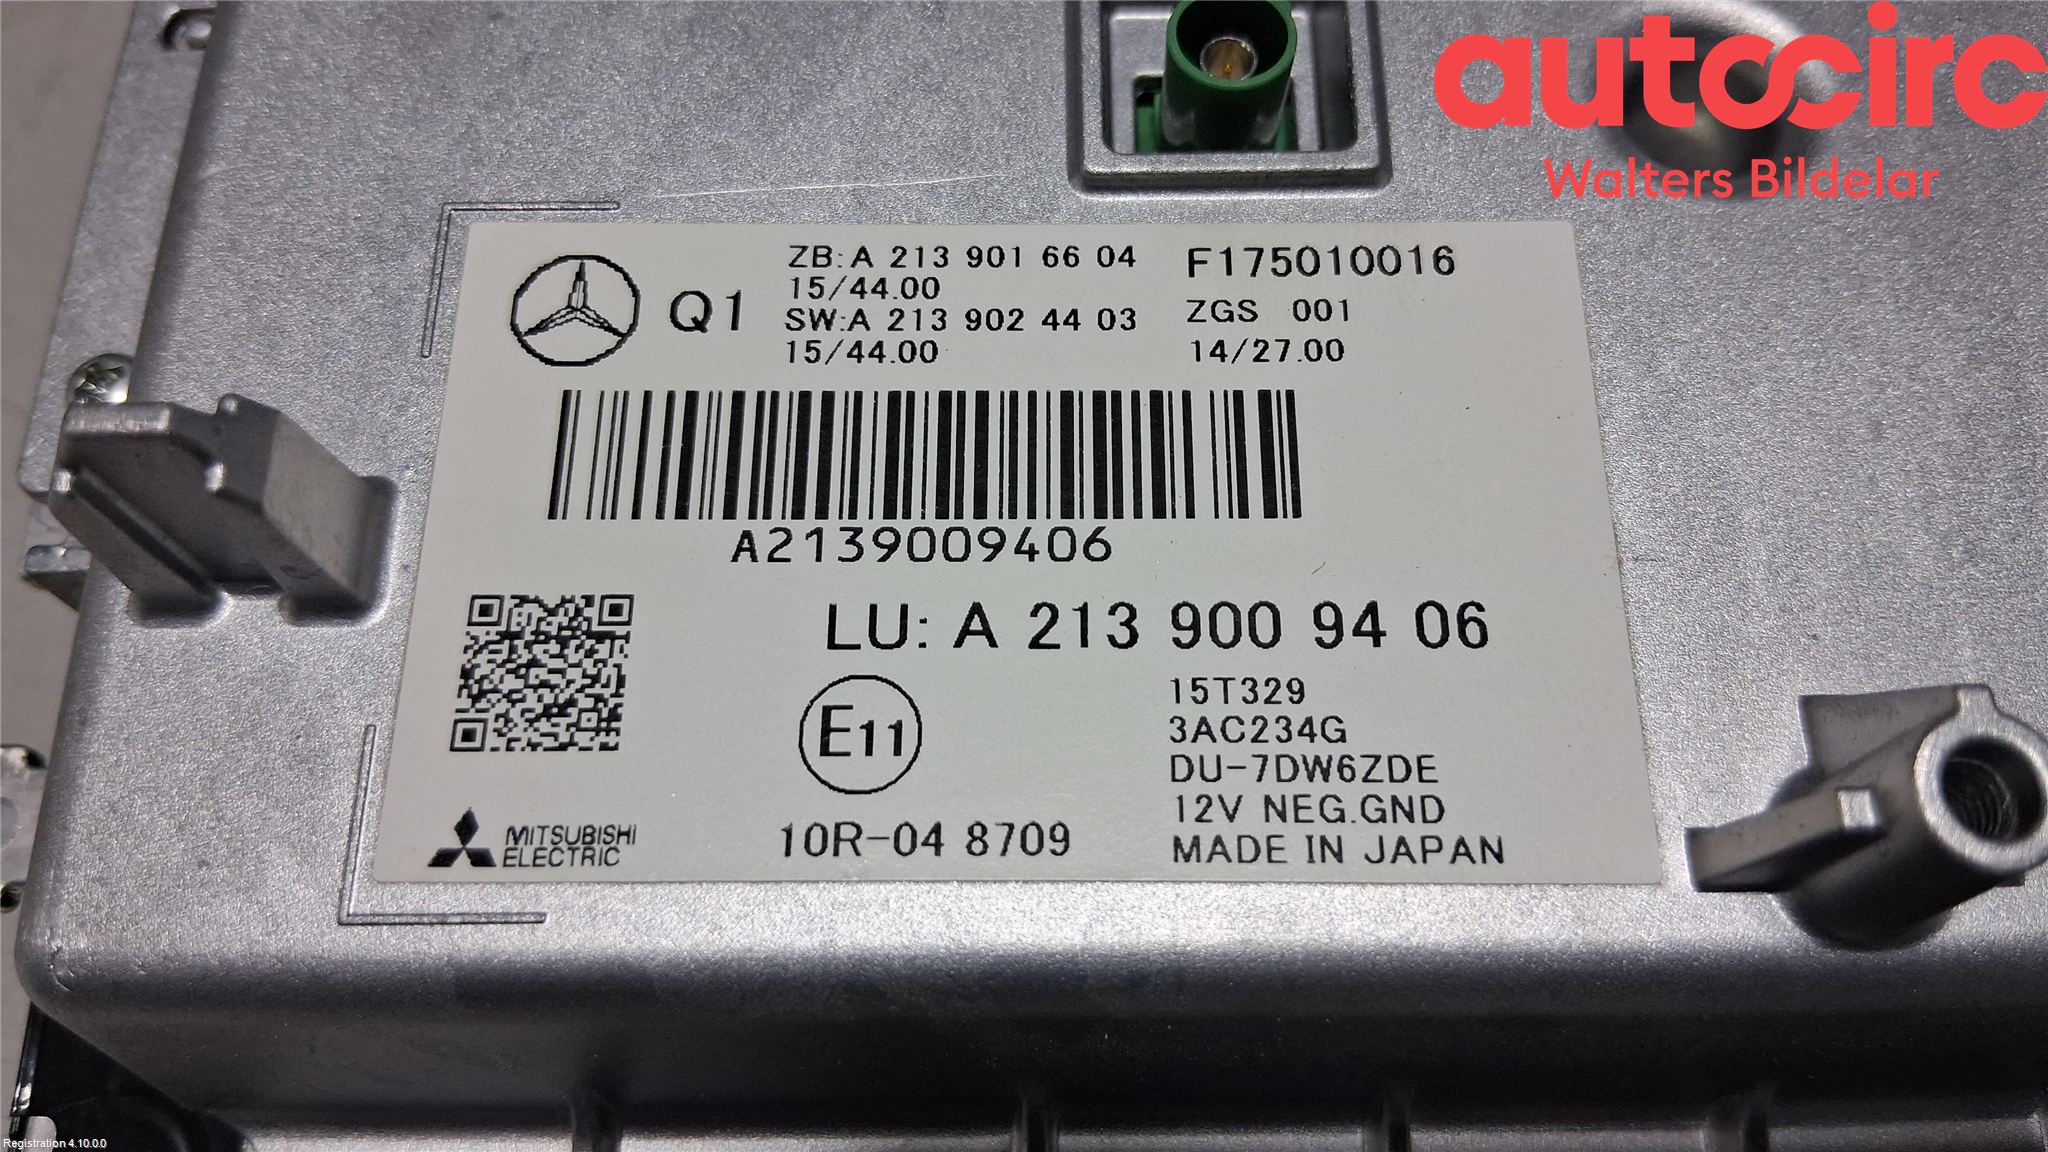 autocirc
Walters Bildelar
Q1
ZB:A 213 901 66 04
15/44.00
SW:A 213 902 44 03
15/44.00
F175010016
ZGS 001
14/27.00
A2139009406
LU: A 213 900 94 06
E11
10R-04 8709
15T329
3AC234G
DU-7DW6ZDE
12V NEG.GND
MADE IN JAPAN
MITSUBISHI
ELECTRIC
Registration 4.10.0.0